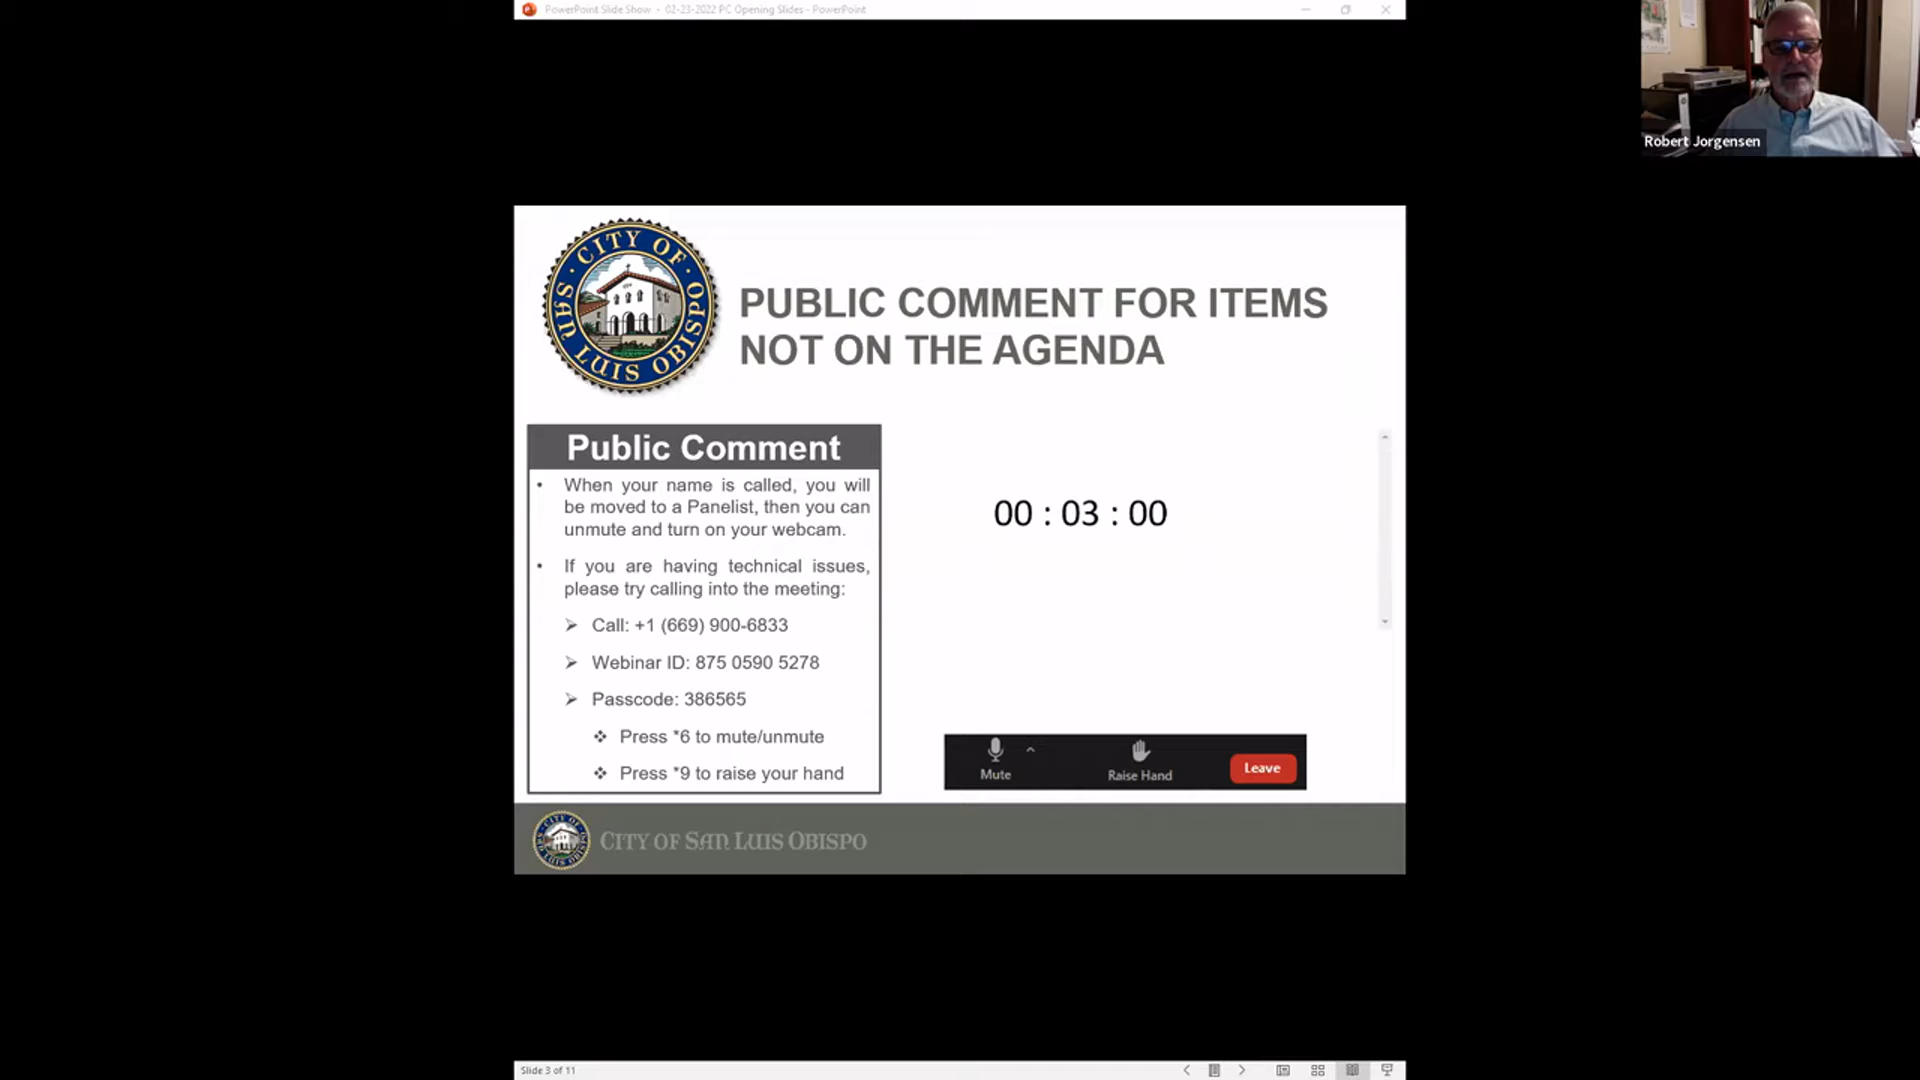 PowerPoint Slide Show - 02-23-2022 PC Opening Slides - PowerPoint
Robert Jorgensen
CITY OF
SAN LUIS OBISPO
PUBLIC COMMENT FOR ITEMS
NOT ON THE AGENDA
Public Comment
• When your name is called, you will
be moved to a Panelist, then you can
unmute and turn on your webcam.
• If you are having technical issues,
please try calling into the meeting:
➢ Call: +1 (669) 900-6833
➢ Webinar ID: 875 0590 5278
➢ Passcode: 386565
❖ Press *6 to mute/unmute
❖ Press *9 to raise your hand
00 : 03 : 00
Mute
Raise Hand
Leave
CITY OF
SAN LUIS OBISPO
CITY OF SAN LUIS OBISPO
Slide 3 of 11